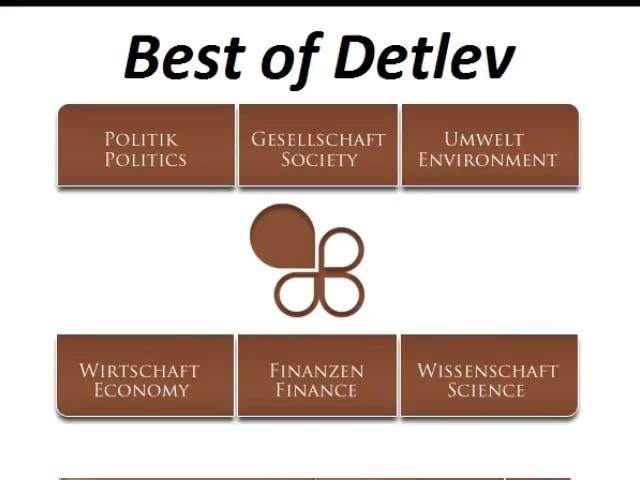 Best of Detlev
Politik
Politics
Gesellschaft
Society
Umwelt
Environment
Wirtschaft
Economy
Finanzen
Finance
Wissenschaft
Science